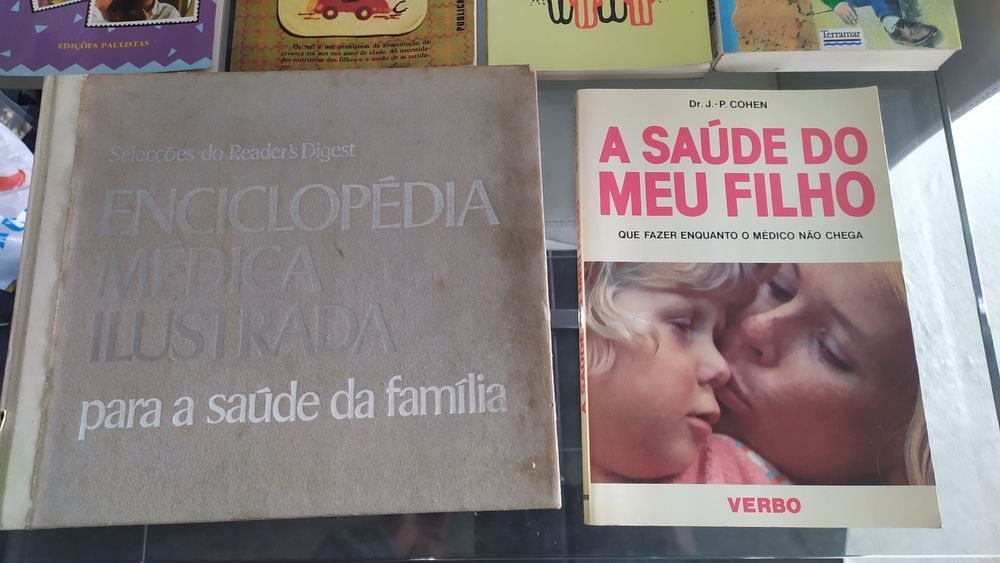 EDIÇÕES PAULISTAS
Os mil e um problemas da alimentação da
criança até aos seis anos de idade. As necessida-
des nutritivas dos filhos e o modo de as satisfa-
zer.
PUBLICA
Terramar
Selecções do Reader's Digest
ENCICLOPÉDIA
MÉDICA
ILUSTRADA
para a saúde da família
Dr. J.-P. COHEN
A SAÚDE DO
MEU FILHO
QUE FAZER ENQUANTO O MÉDICO NÃO CHEGA
VERBO